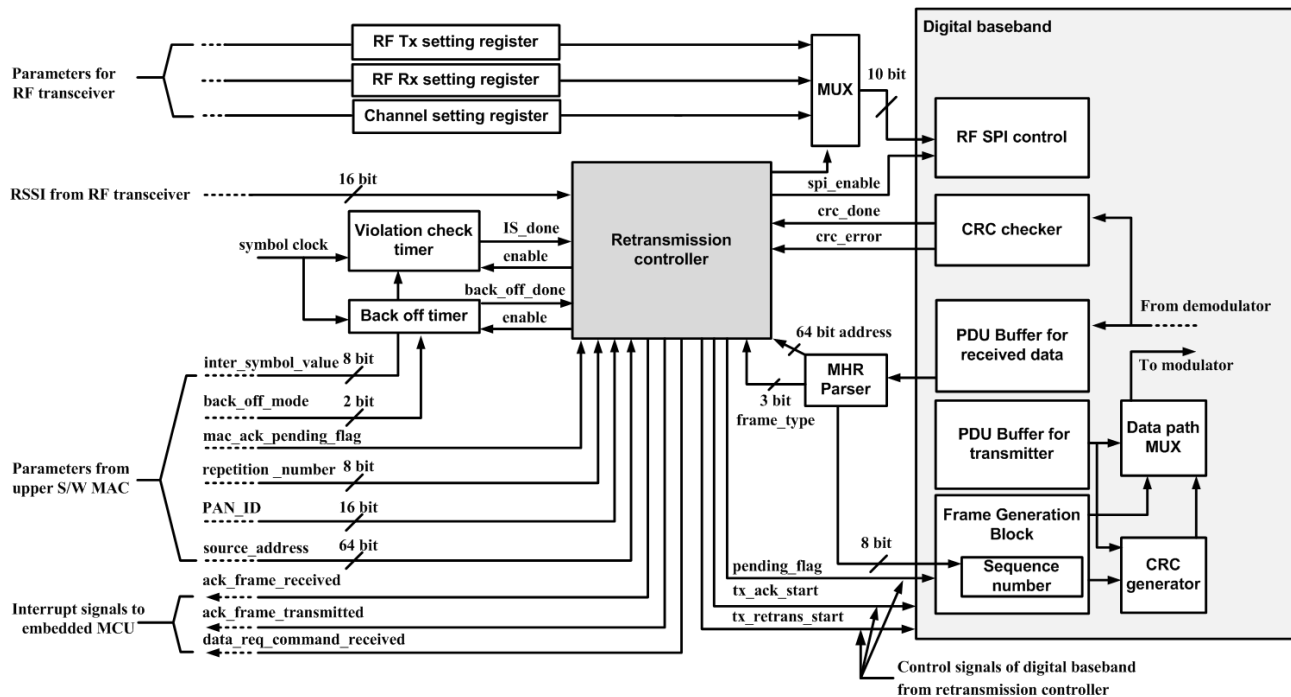 Digital baseband
RF Tx setting register
RF Rx setting register
Channel setting register
Parameters for
RF transceiver
MUX
10 bit
RF SPI control
RSSI from RF transceiver
16 bit
spi_enable
crc_done
crc_error
CRC checker
symbol clock
Violation check
timer
IS_done
enable
Retransmission
controller
Back off timer
back_off_done
enable
From demodulator
PDU Buffer for
received data
64 bit address
MHR
Parser
3 bit
frame_type
To modulator
inter_symbol_value
8 bit
back_off_mode
2 bit
mac_ack_pending_flag
repetition _number
8 bit
PAN_ID
16 bit
source_address
64 bit
Parameters from
upper S/W MAC
PDU Buffer for
transmitter
Data path
MUX
Frame Generation
Block
Sequence
number
CRC
generator
8 bit
pending_flag
tx_ack_start
tx_retrans_start
ack_frame_received
ack_frame_transmitted
data_req_command_received
Interrupt signals to
embedded MCU
Control signals of digital baseband
from retransmission controller